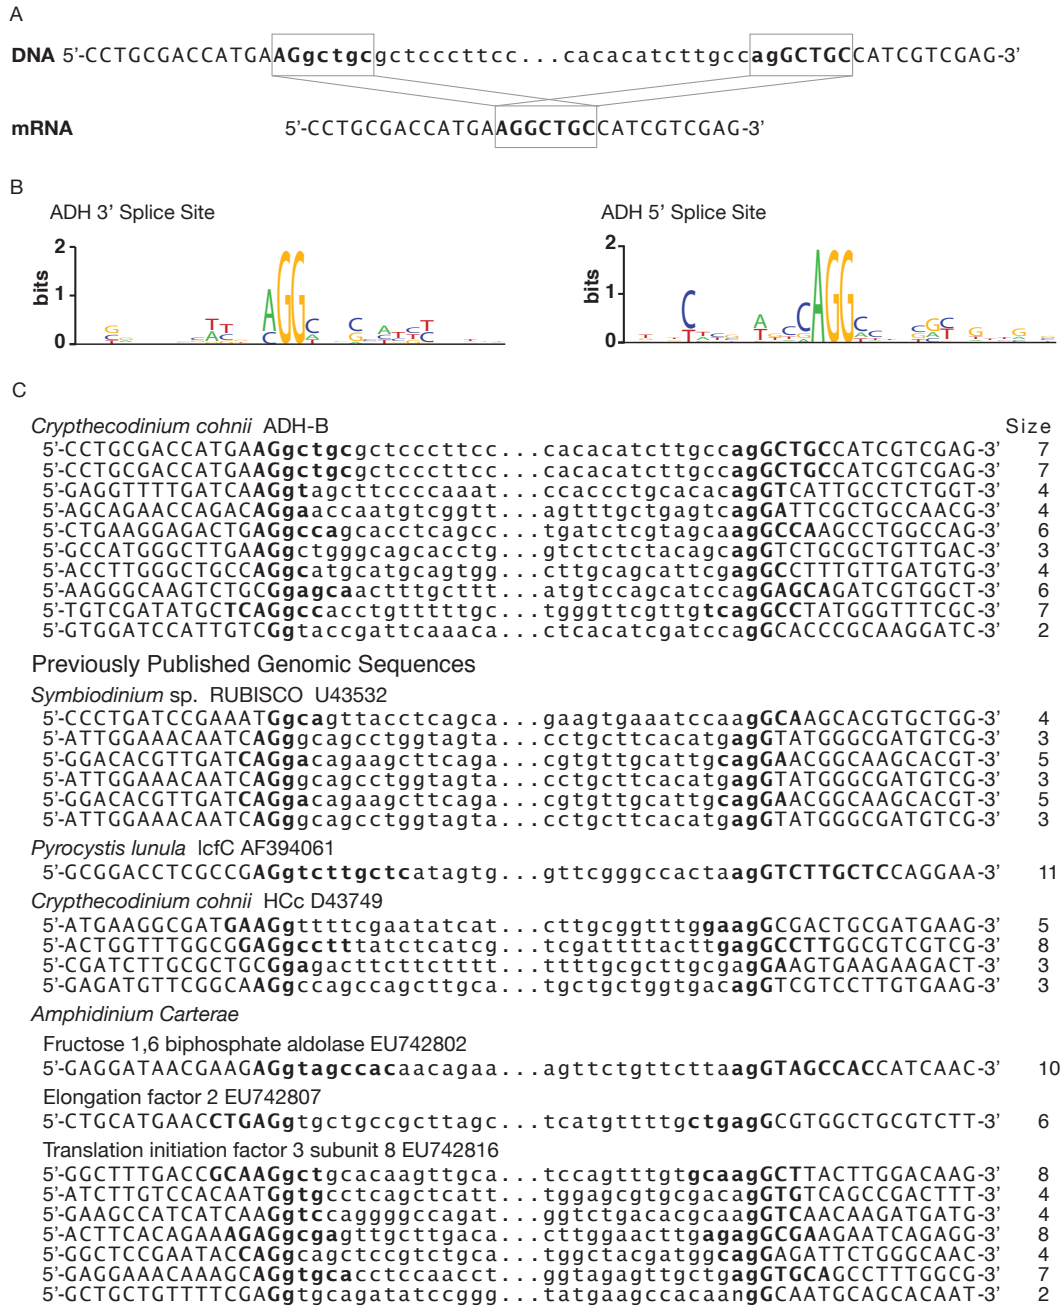 A
DNA 5’-CCTGCGACCATGAAGgctgcgctcccttcc...cacacatcttgccagGCTGCCATCGTCGAG-3’
mRNA 5’-CCTGCGACCATGAAGGCTGCCATCGTCGAG-3’
B
ADH 3’ Splice Site ADH 5’ Splice Site
2 2
bits bits
1 1
0 0
C
Crypthecodinium cohnii ADH-B Size
5’-CCTGCGACCATGAAGgctgcgctcccttcc...cacacatcttgccagGCTGCCATCGTCGAG-3’ 7
5’-CCTGCGACCATGAAGgctgcgctcccttcc...cacacatcttgccagGCTGCCATCGTCGAG-3’ 7
5’-GAGGTTTTGATCAAGgtagcttccccaaat...ccaccctgcacacagGTCATTGCCTCTGGT-3’ 4
5’-AGCAGAACCAGACAGgaaccaatgtcggtt...agtttgctgagtcagGATTCGCTGCCAACG-3’ 4
5’-CTGAAGGAGACTGAGgccagcacctcagcc...tgatctcgtagcaagGCCAAGCCTGGCCAG-3’ 6
5’-GCCATGGGCTTGAAGgctgggcagcacctg...gtctctctacagcagGTCTGCGCTGTTGAC-3’ 3
5’-ACCTTGGGCTGCCAGgcatgcatgcagtgg...cttgcagcattcgagGCCTTTGTTGATGTG-3’ 4
5’-AAGGGCAAGTCTGCGgagcaactttgcttt...atgtccagcatccagGAGCAGATCGTGGCT-3’ 6
5’-TGTCGATATGCTCAGgccacctgtttttgc...tgggttcgttgtcagGCCTATGGGTTTCGC-3’ 7
5’-GTGGATCCATTGTCGgtaccgattcaaaca...ctcacatcgatccagGCACCCGCAAGGATC-3’ 2
Previously Published Genomic Sequences
Symbiodinium sp. RUBISCO U43532
5’-CCCTGATCCGAAATGgcagttacctcagca...gaagtgaaatccaagGCAAGCACGTGCTGG-3’ 4
5’-ATTGGAAACAATCAGggcagcctggtagta...cctgcttcacatgagGTATGGGCGATGTCG-3’ 3
5’-GGACACGTTGATCAGgacagaagcttcaga...cgtgttgcattgcagGAACGGCAAGCACGT-3’ 5
5’-ATTGGAAACAATCAGggcagcctggtagta...cctgcttcacatgagGTATGGGCGATGTCG-3’ 3
5’-GGACACGTTGATCAGgacagaagcttcaga...cgtgttgcattgcagGAACGGCAAGCACGT-3’ 5
5’-ATTGGAAACAATCAGggcagcctggtagta...cctgcttcacatgagGTATGGGCGATGTCG-3’ 3
Pyrocystis lunula lcfC AF394061
5’-GCGGACCTCGCCGAGgtcttgctcatagtg...gttcgggccactaagGTCTTGCTCCAGGAA-3’ 11
Crypthecodinium cohnii HCc D43749
5’-ATGAAGGCGATGAAGgttttcgaatatcat...cttgcggttttggaagGCGACTGCGATGAAG-3’ 5
5’-ACTGGTTTGGCGGAGgcctttatctcatcg...tcgattttacttgagGCCTTGGCGTCGTCG-3’ 8
5’-CGATCTTGCGCTGCGgagacttcttctttt...ttttgcgcttgcgagGAAGTGAAGAAGACT-3’ 3
5’-GAGATGTTCGGCAAGgccagccagcttgca...tgctgctggtgacagGTCGTCCTTGTGAAG-3’ 3
Amphidinium Carterae
Fructose 1,6 biphosphate aldolase EU742802
5’-GAGGATAACGAAGAGgtagccacaacagaa...agttctgttcttaagGTAGCCACCATCAAC-3’ 10
Elongation factor 2 EU742807
5’-CTGCATGAACCTGAGgtgctgccgcttagc...tcatgttttgctgagGCGTGGCTGCGTCTT-3’ 6
Translation initiation factor 3 subunit 8 EU742816
5’-GGCTTTGACCGCAAGgctgcacaagttgca...tccagtttgtgcaagGCTTACTTGGACAAG-3’ 8
5’-ATCTTGTCCACAATGgtgcctcagctcatt...tggagcgtgcgacagGTGTCAGCCGACTTT-3’ 4
5’-GAAGCCATCATCAAGgtccaggggccagat...ggtctgacacgcaagGTCAACAAGATGATG-3’ 4
5’-ACTTCACAGAAAGAGgcgagttgcttgaca...cttggaacttgagagGCGAAGAATCAGAGG-3’ 8
5’-GGCTCCGAATACCAGgcagctccgtctgca...tggctacgatggcagGAGATTCTGGGCAAC-3’ 4
5’-GAGGAAACAAAGCAGgtgcacctccaacct...ggtagagttgctgagGTGCAGCCTTTGGCG-3’ 7
5’-GCTGCTGTTTTCGAGgtgcagatatccggg...tatgaagccacaangGCAATGCAGCACAAT-3’ 2